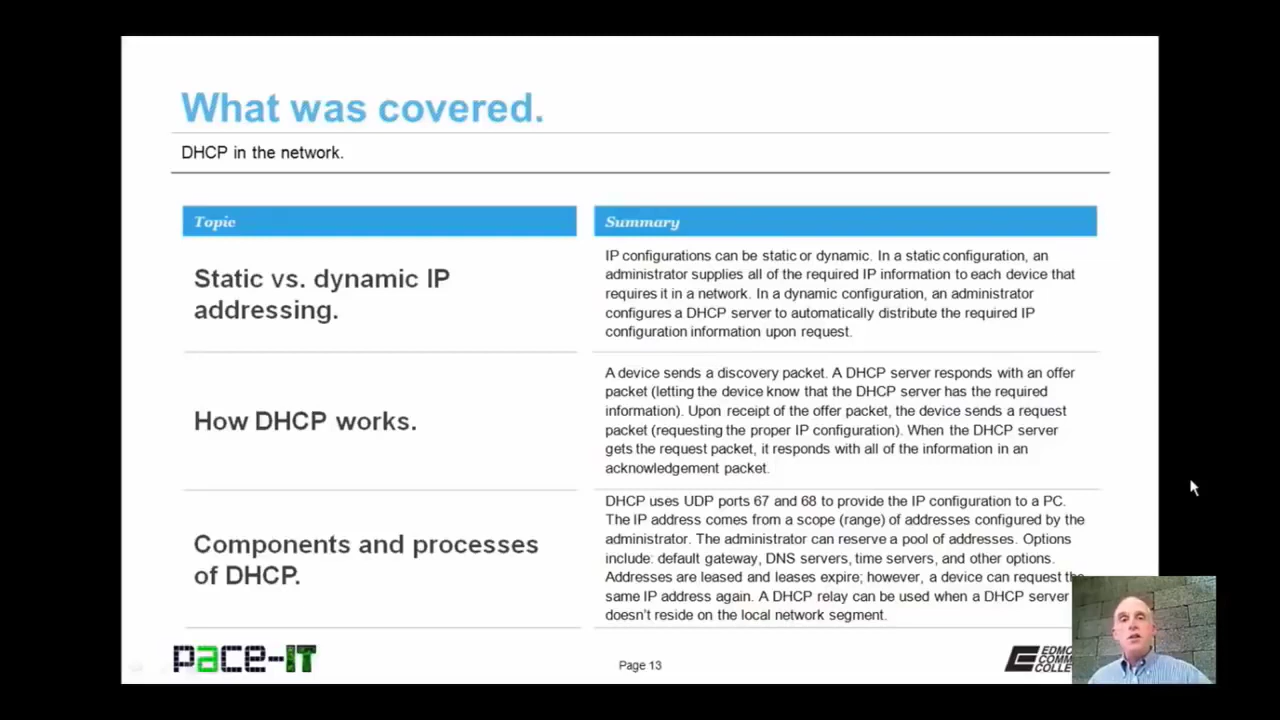 What was covered.
DHCP in the network.
Topic
Summary
Static vs. dynamic IP
addressing.
IP configurations can be static or dynamic. In a static configuration, an
administrator supplies all of the required IP information to each device that
requires it in a network. In a dynamic configuration, an administrator
configures a DHCP server to automatically distribute the required IP
configuration information upon request.
How DHCP works.
A device sends a discovery packet. A DHCP server responds with an offer
packet (letting the device know that the DHCP server has the required
information). Upon receipt of the offer packet, the device sends a request
packet (requesting the proper IP configuration). When the DHCP server
gets the request packet, it responds with all of the information in an
acknowledgement packet.
Components and processes
of DHCP.
DHCP uses UDP ports 67 and 68 to provide the IP configuration to a PC.
The IP address comes from a scope (range) of addresses configured by the
administrator. The administrator can reserve a pool of addresses. Options
include: default gateway, DNS servers, time servers, and other options.
Addresses are leased and leases expire; however, a device can request the
same IP address again. A DHCP relay can be used when a DHCP server
doesn't reside on the local network segment.
pace-IT
Page 13